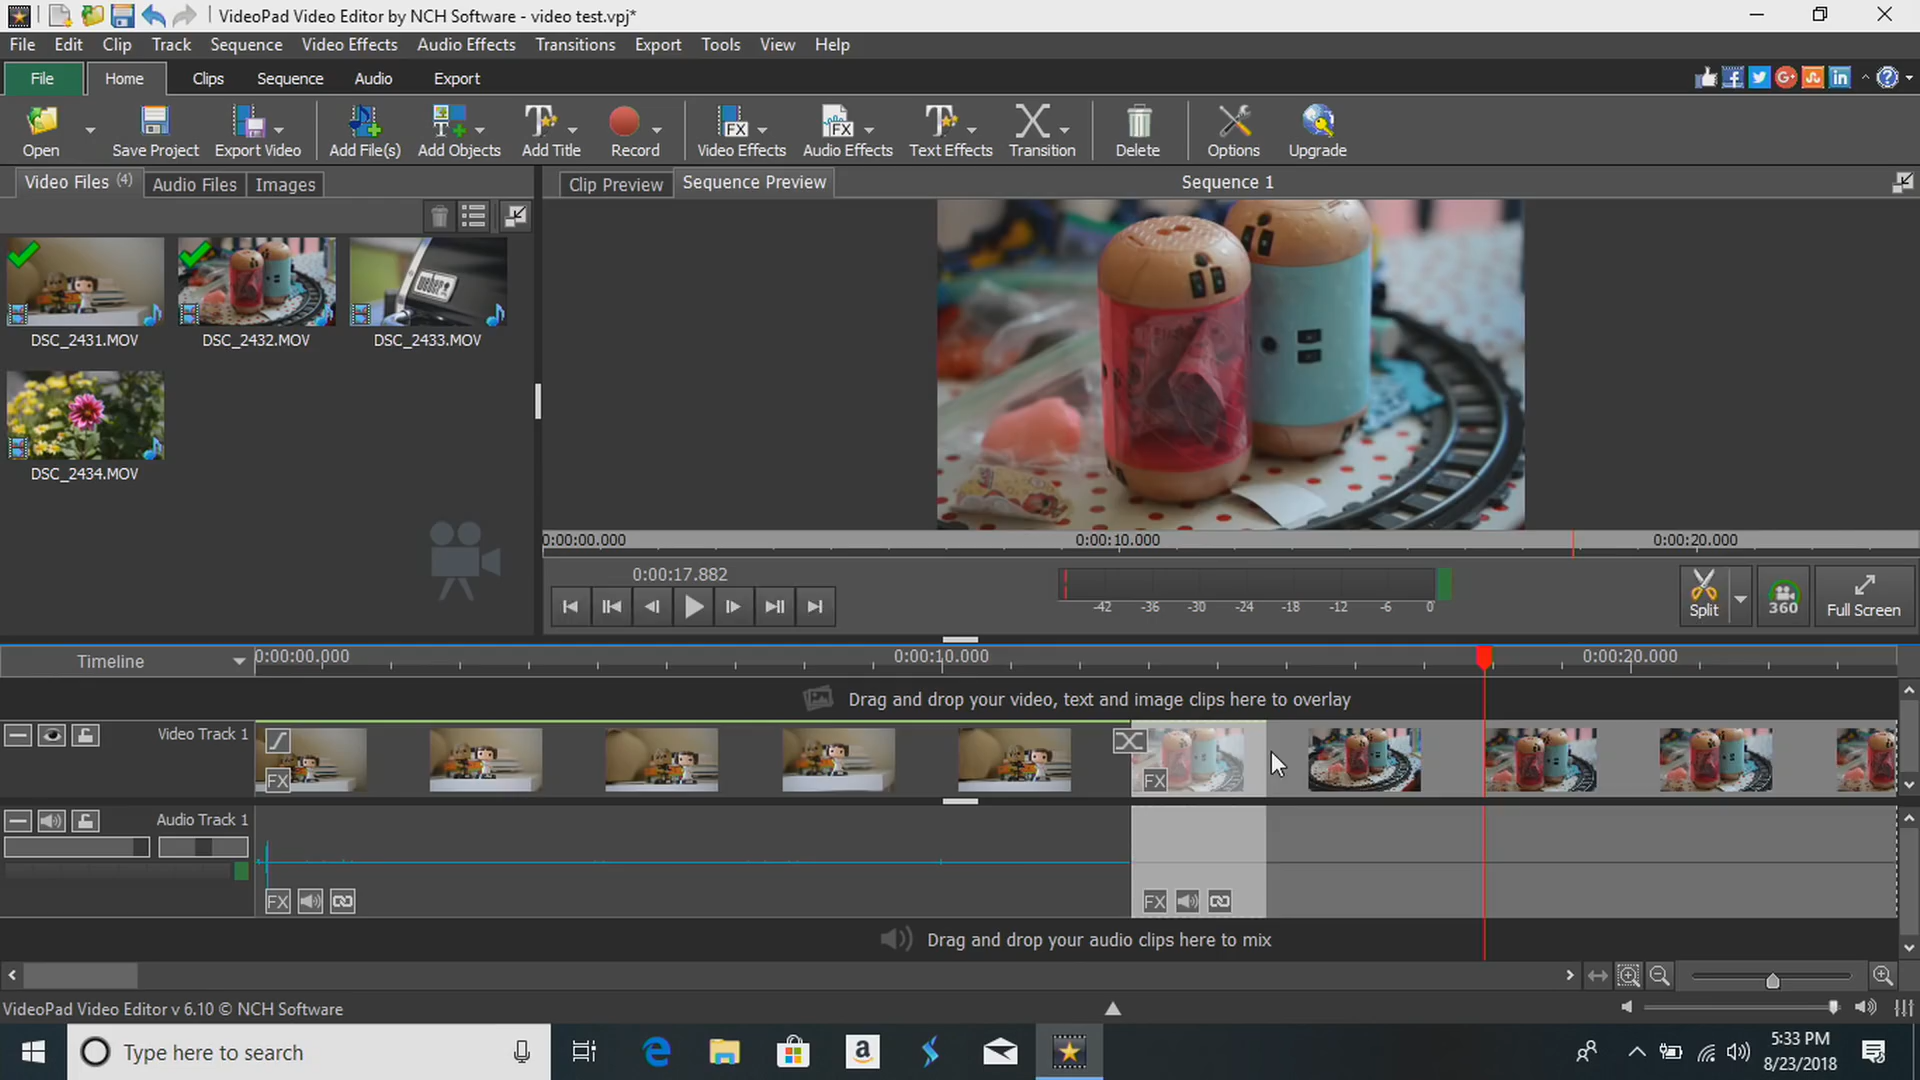 VideoPad Video Editor by NCH Software - video test.vpj*
File Edit Clip Track Sequence Video Effects Audio Effects Transitions Export Tools View Help
File Home Clips Sequence Audio Export
Open Save Project Export Video Add File(s) Add Objects Add Title Record Video Effects Audio Effects Text Effects Transition Delete Options Upgrade
Video Files (4) Audio Files Images
Clip Preview Sequence Preview Sequence 1
DSC_2431.MOV DSC_2432.MOV DSC_2433.MOV
DSC_2434.MOV
0:00:00.000 0:00:10.000 0:00:20.000
0:00:17.882
-42 -36 -30 -24 -18 -12 -6 0
Split 360 Full Screen
Timeline 0:00:00.000 0:00:10.000 0:00:20.000
Drag and drop your video, text and image clips here to overlay
Video Track 1
FX FX
Audio Track 1
FX FX
Drag and drop your audio clips here to mix
VideoPad Video Editor v 6.10 © NCH Software
Type here to search
5:33 PM
8/23/2018